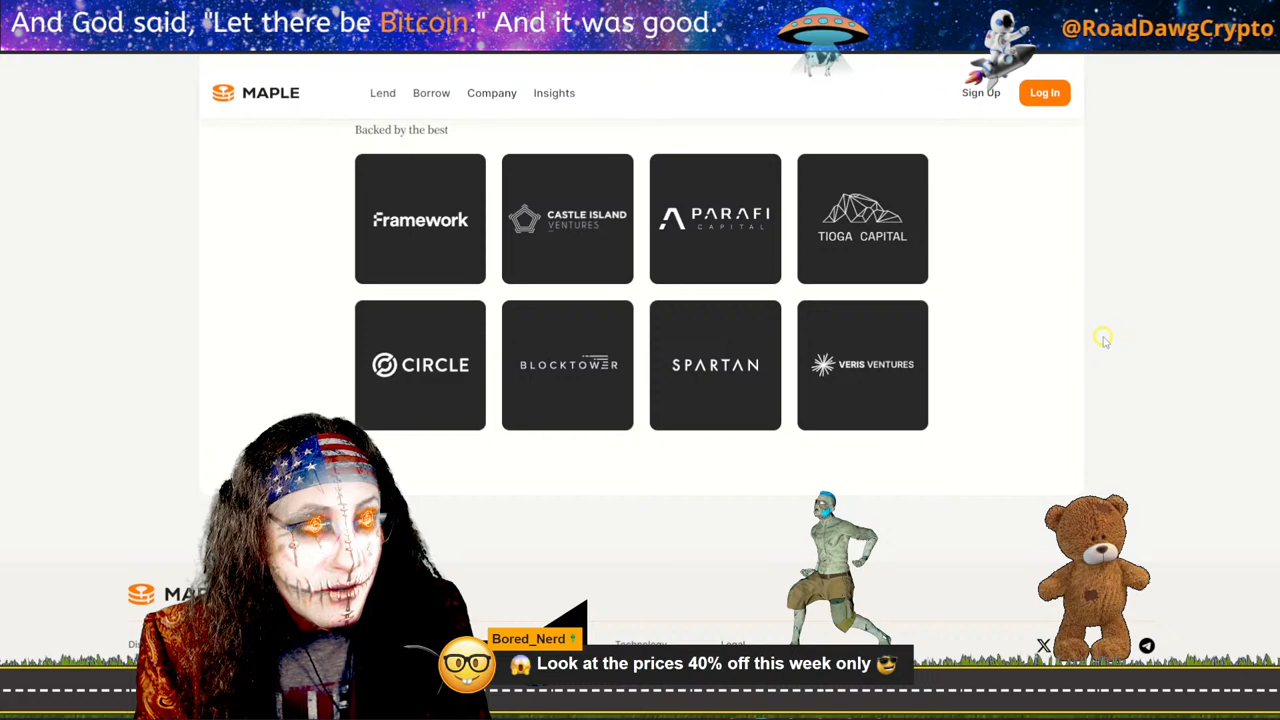 And God said, "Let there be Bitcoin." And it was good.
@RoadDawgCrypto
MAPLE
Lend
Borrow
Company
Insights
Sign Up
Log In
Backed by the best
Framework
CASTLE ISLAND
VENTURES
PARAFI
CAPITAL
TIOGA CAPITAL
CIRCLE
BLOCKTOWER
SPARTAN
VERIS VENTURES
Technology
Legal
Bored_Nerd
😱 Look at the prices 40% off this week only 😎